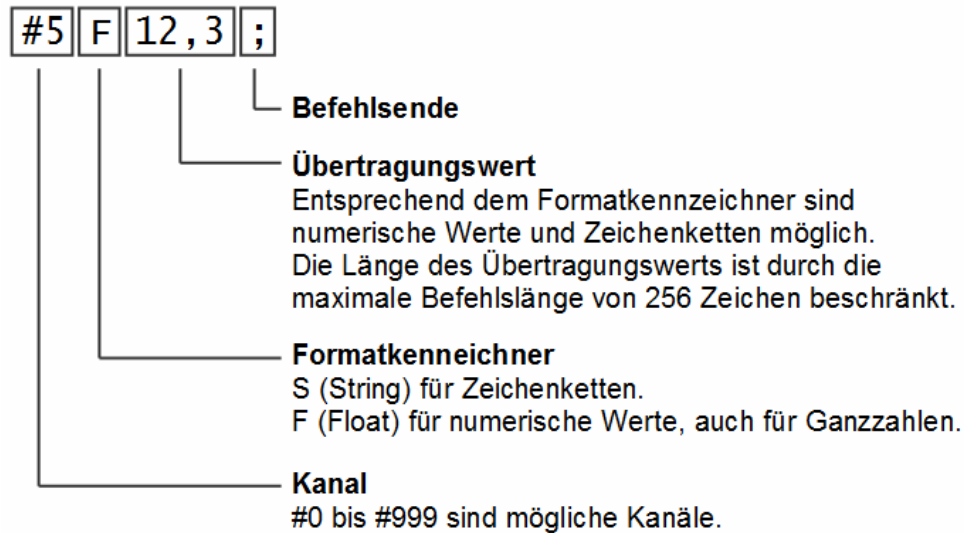 #5 F 12,3 ;
Befehlsende
Übertragungswert
Entsprechend dem Formatkennzeichner sind
numerische Werte und Zeichenketten möglich.
Die Länge des Übertragungswerts ist durch die
maximale Befehlslänge von 256 Zeichen beschränkt.
Formatkenneichner
S (String) für Zeichenketten.
F (Float) für numerische Werte, auch für Ganzzahlen.
Kanal
#0 bis #999 sind mögliche Kanäle.